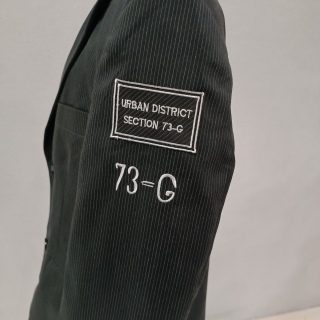 URBAN DISTRICT
SECTION 73-G
73-G